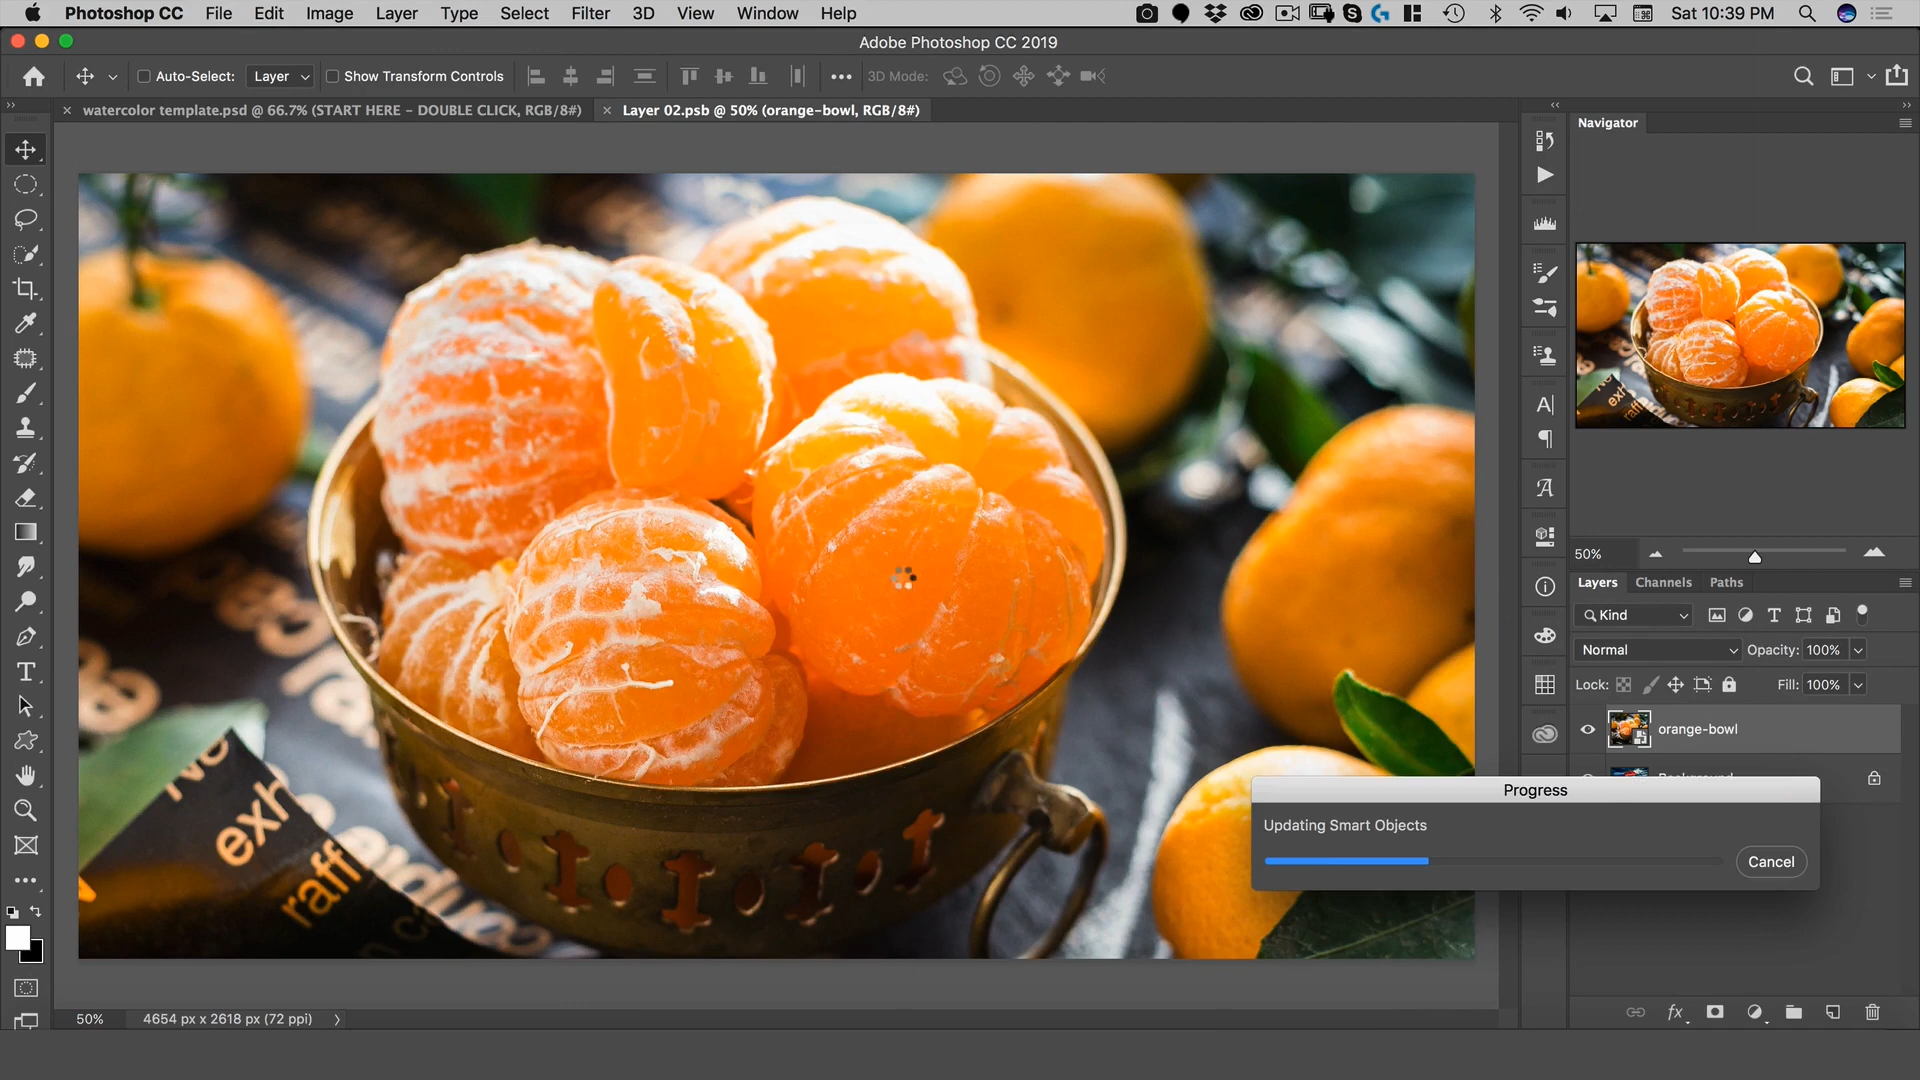 Photoshop CC File Edit Image Layer Type Select Filter 3D View Window Help Sat 10:39 PM
Adobe Photoshop CC 2019
Auto-Select: Layer Show Transform Controls 3D Mode:
watercolor template.psd @ 66.7% (START HERE - DOUBLE CLICK, RGB/8#) Layer 02.psb @ 50% (orange-bowl, RGB/8#)
Navigator
50%
Layers Channels Paths
Kind
Normal Opacity: 100%
Lock: Fill: 100%
orange-bowl
Background
Progress
Updating Smart Objects
Cancel
exh
raffi
50% 4654 px x 2618 px (72 ppi)